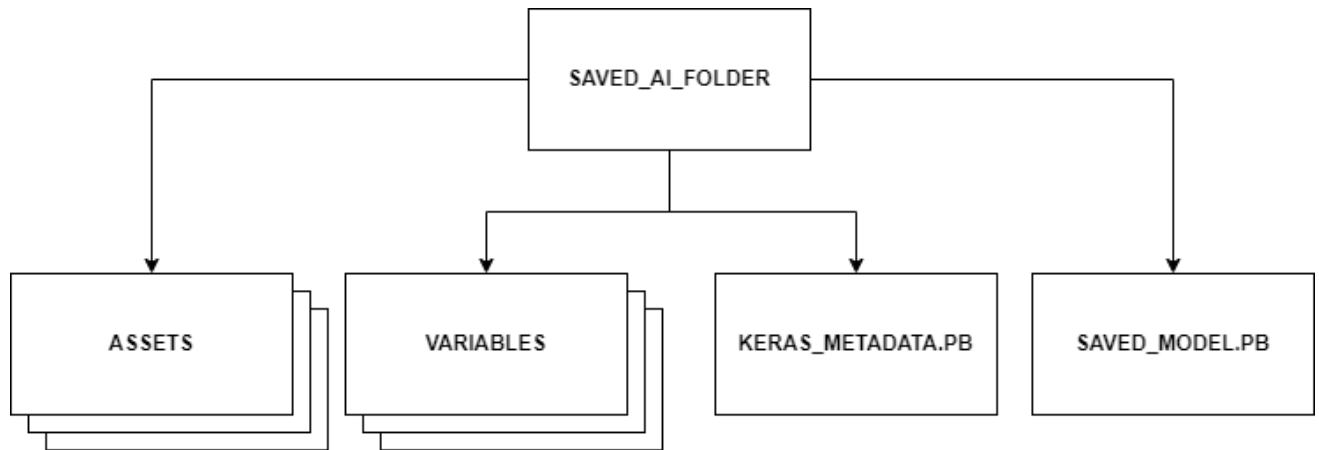 SAVED_AI_FOLDER
ASSETS
VARIABLES
KERAS_METADATA.PB
SAVED_MODEL.PB